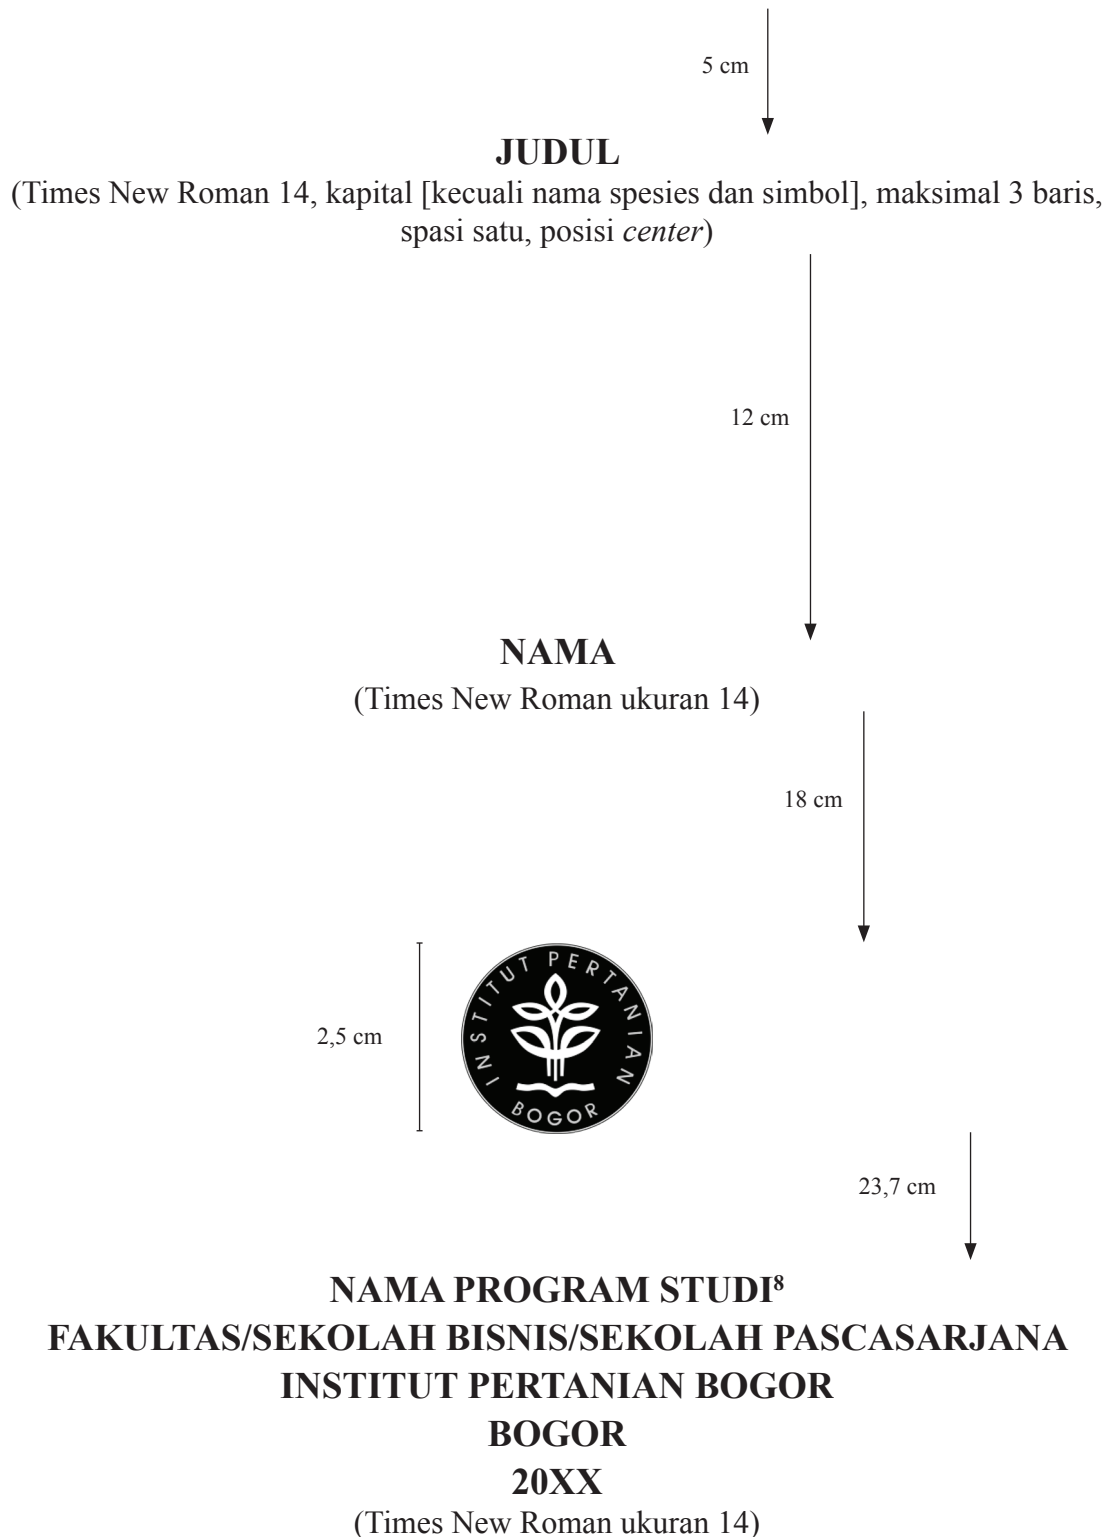 5 cm
JUDUL
(Times New Roman 14, kapital [kecuali nama spesies dan simbol], maksimal 3 baris,
spasi satu, posisi center)
12 cm
NAMA
(Times New Roman ukuran 14)
18 cm
INSTITUT PERTANIAN
2,5 cm
BOGOR
23,7 cm
NAMA PROGRAM STUDI⁸
FAKULTAS/SEKOLAH BISNIS/SEKOLAH PASCASARJANA
INSTITUT PERTANIAN BOGOR
BOGOR
20XX
(Times New Roman ukuran 14)